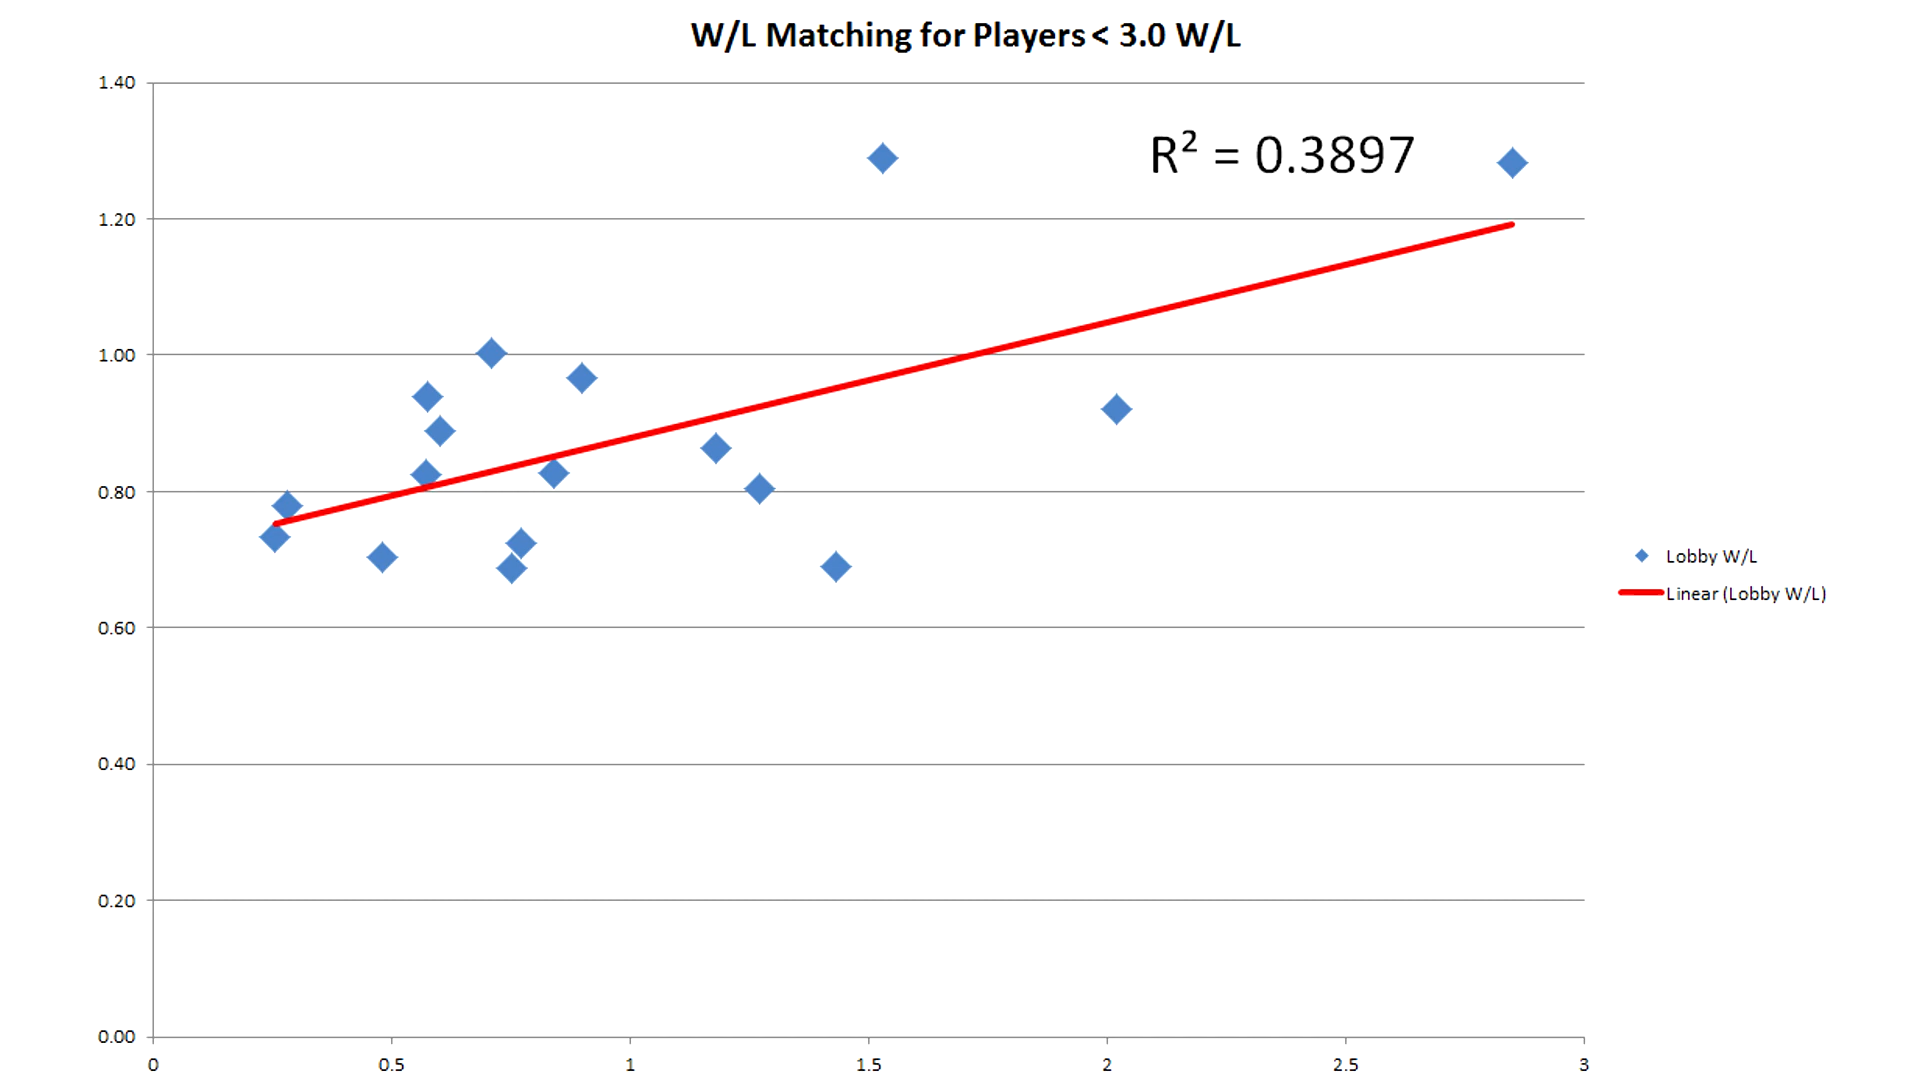 W/L Matching for Players < 3.0 W/L
1.40
R² = 0.3897
1.20
1.00
0.80
Lobby W/L
Linear (Lobby W/L)
0.60
0.40
0.20
0.00
0 0.5 1 1.5 2 2.5 3